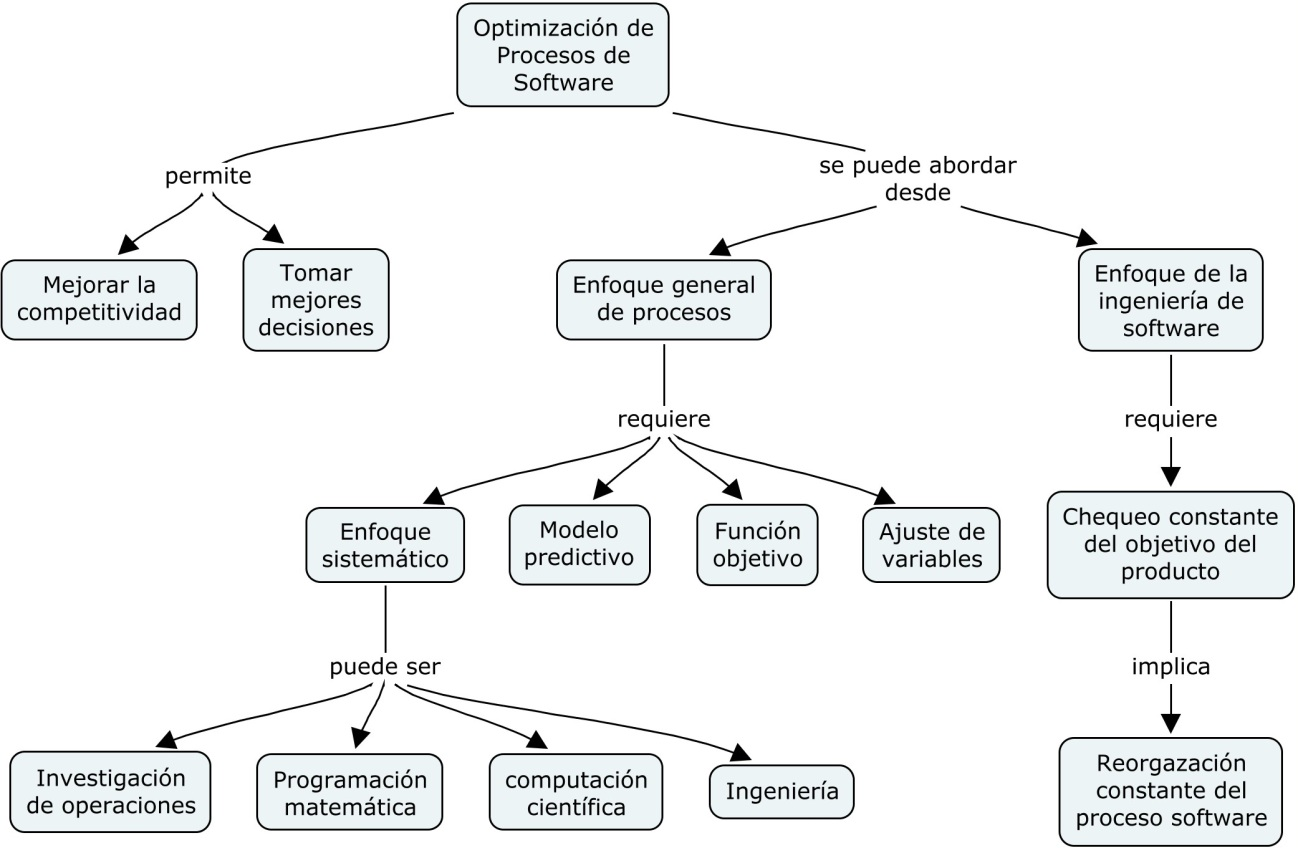 Optimización de
Procesos de
Software
permite
se puede abordar
desde
Mejorar la
competitividad
Tomar
mejores
decisiones
Enfoque general
de procesos
Enfoque de la
ingeniería de
software
requiere
requiere
Enfoque
sistemático
Modelo
predictivo
Función
objetivo
Ajuste de
variables
Chequeo constante
del objetivo del
producto
puede ser
implica
Investigación
de operaciones
Programación
matemática
computación
científica
Ingeniería
Reorgazación
constante del
proceso software